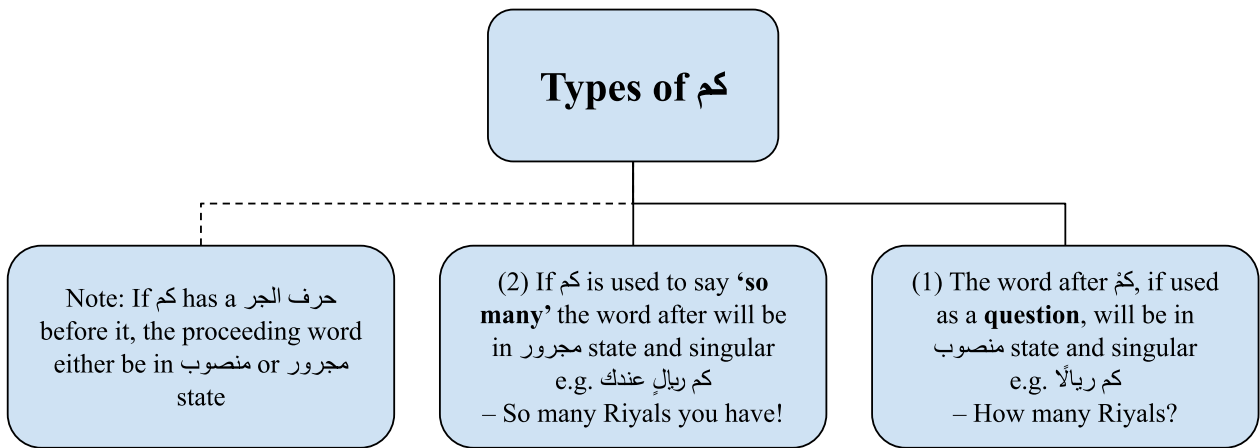 Types of كم
Note: If كم has a حرف الجر
before it, the proceeding word
either be in منصوب or مجرور
state
(2) If كم is used to say ‘so
many’ the word after will be
in مجرور state and singular
e.g. كم ريالٍ عندك
– So many Riyals you have!
(1) The word after كمْ, if used
as a question, will be in
منصوب state and singular
e.g. كم ريالًا
– How many Riyals?